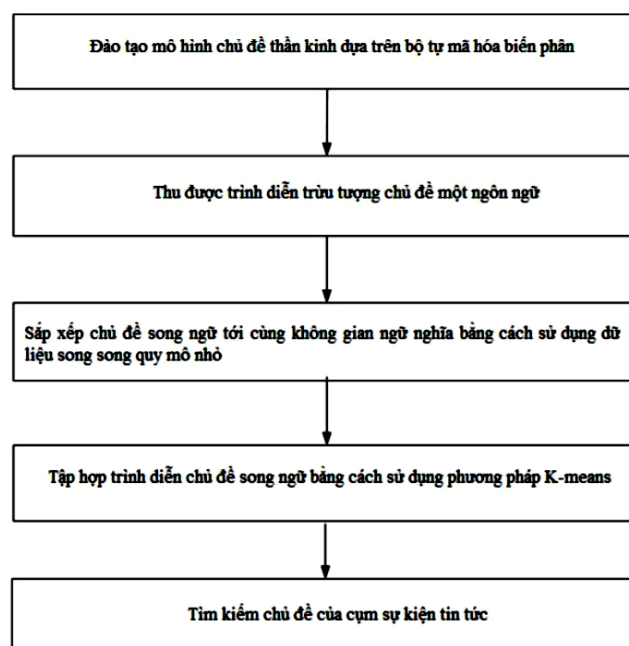 Đào tạo mô hình chủ đề thần kinh dựa trên bộ tự mã hóa biến phân
Thu được trình diễn trừu tượng chủ đề một ngôn ngữ
Sắp xếp chủ đề song ngữ tới cùng không gian ngữ nghĩa bằng cách sử dụng dữ
liệu song song quy mô nhỏ
Tập hợp trình diễn chủ đề song ngữ bằng cách sử dụng phương pháp K-means
Tìm kiếm chủ đề của cụm sự kiện tin tức